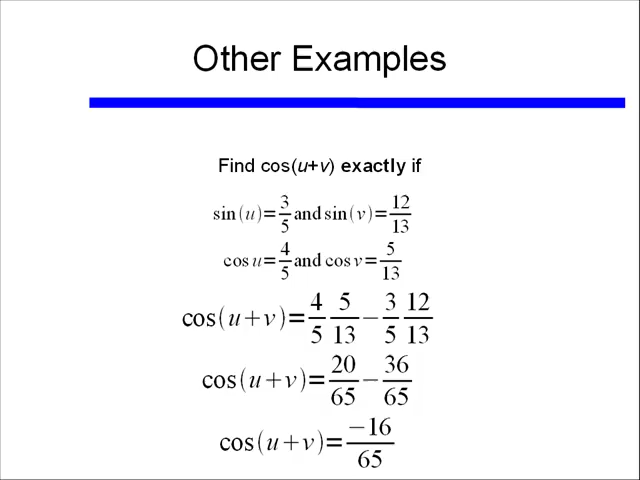 Other Examples
Find cos(u+v) exactly if
sin(u)=3/5 and sin(v)=12/13
cos u=4/5 and cos v=5/13
cos(u+v)=4/5 5/13−3/5 12/13
cos(u+v)=20/65−36/65
cos(u+v)=−16/65